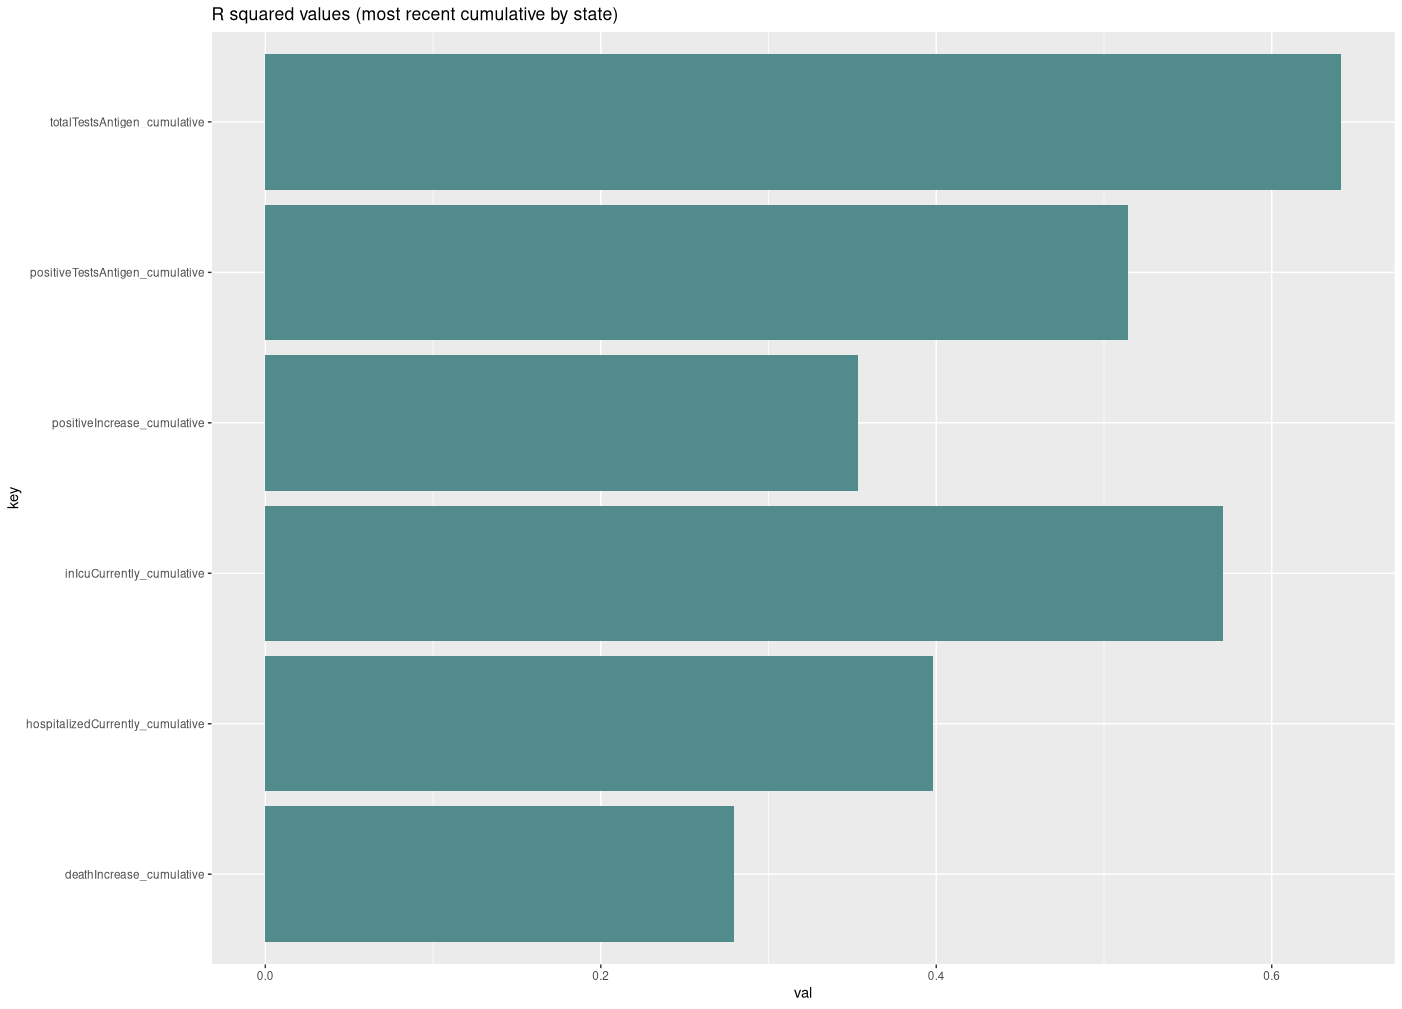 R squared values (most recent cumulative by state)
totalTestsAntigen_cumulative
positiveTestsAntigen_cumulative
positiveIncrease_cumulative
inIcuCurrently_cumulative
hospitalizedCurrently_cumulative
deathIncrease_cumulative
key
0.0 0.2 0.4 0.6
val